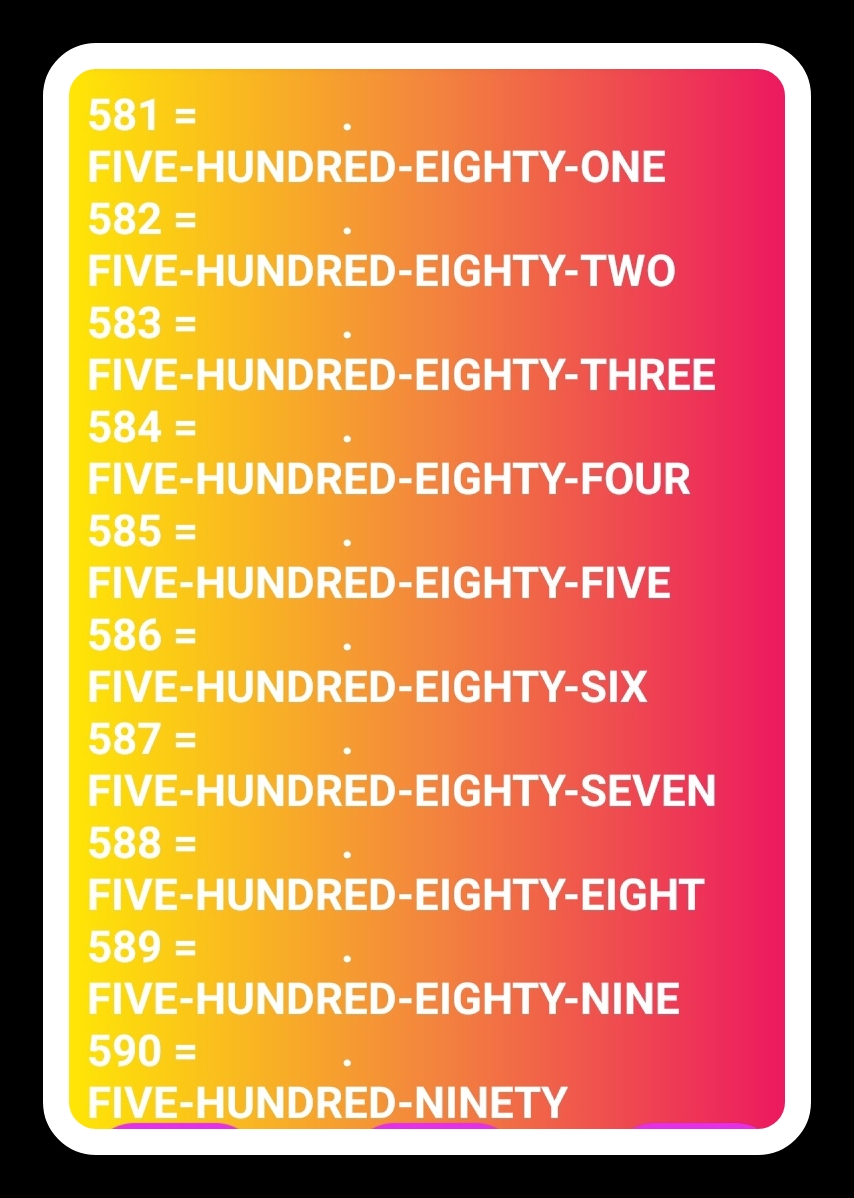 581 = .
FIVE-HUNDRED-EIGHTY-ONE
582 = .
FIVE-HUNDRED-EIGHTY-TWO
583 = .
FIVE-HUNDRED-EIGHTY-THREE
584 = .
FIVE-HUNDRED-EIGHTY-FOUR
585 = .
FIVE-HUNDRED-EIGHTY-FIVE
586 = .
FIVE-HUNDRED-EIGHTY-SIX
587 = .
FIVE-HUNDRED-EIGHTY-SEVEN
588 = .
FIVE-HUNDRED-EIGHTY-EIGHT
589 = .
FIVE-HUNDRED-EIGHTY-NINE
590 = .
FIVE-HUNDRED-NINETY